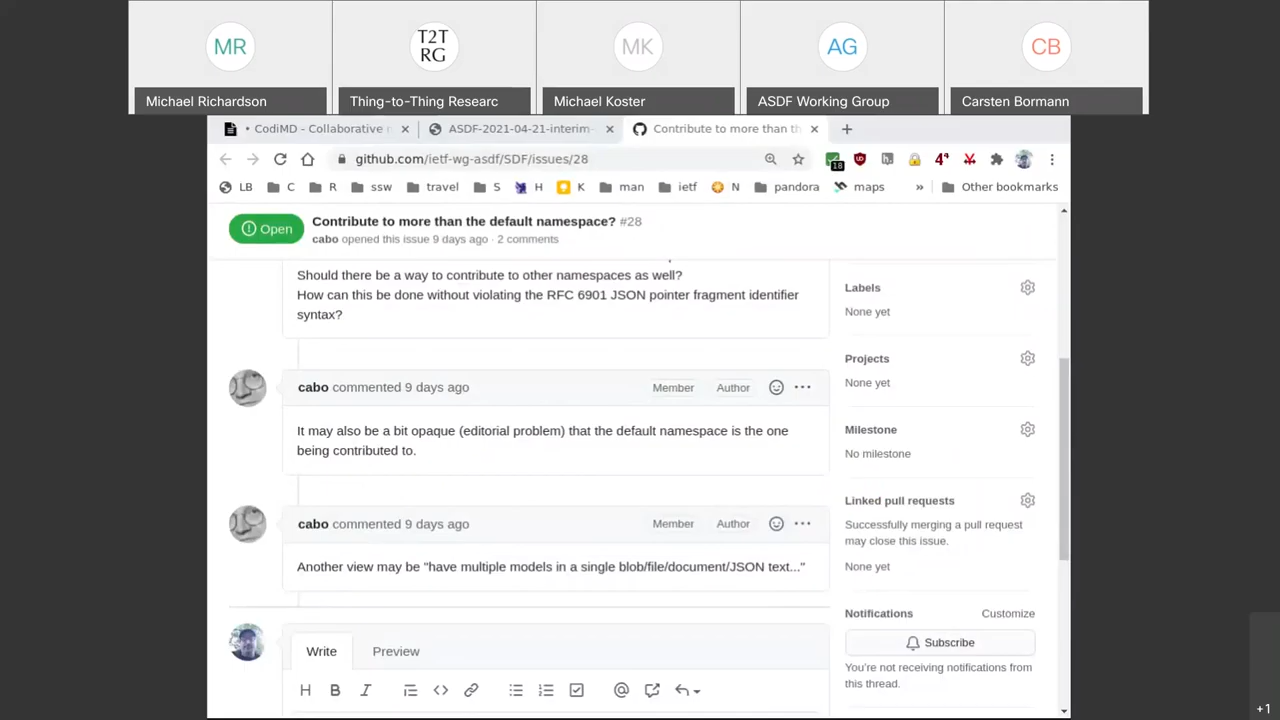 MR
T2T
RG
MK
AG
CB
Michael Richardson
Thing-to-Thing Researc
Michael Koster
ASDF Working Group
Carsten Bormann
CodiMD - Collaborative
ASDF-2021-04-21-interim-
Contribute to more than th
github.com/ietf-wg-asdf/SDF/issues/28
18
LB
C
R
ssw
travel
S
H
K
man
ietf
N
pandora
maps
»
Other bookmarks
Open
Contribute to more than the default namespace? #28
cabo opened this issue 9 days ago · 2 comments
Should there be a way to contribute to other namespaces as well?
How can this be done without violating the RFC 6901 JSON pointer fragment identifier
syntax?
cabo commented 9 days ago
Member
Author
It may also be a bit opaque (editorial problem) that the default namespace is the one
being contributed to.
cabo commented 9 days ago
Member
Author
Another view may be "have multiple models in a single blob/file/document/JSON text..."
Write
Preview
H B I
Labels
None yet
Projects
None yet
Milestone
No milestone
Linked pull requests
Successfully merging a pull request
may close this issue.
None yet
Notifications
Customize
Subscribe
You're not receiving notifications from
this thread.
+1